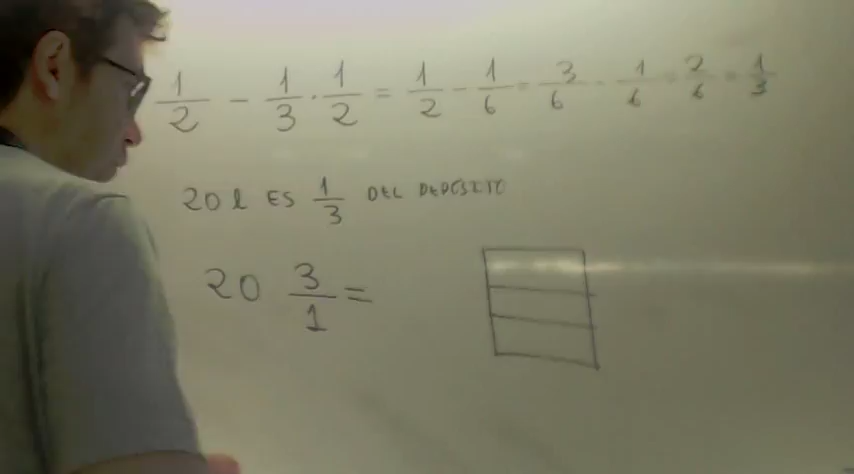 1/2 - 1/3 · 1/2 = 1/2 - 1/6 = 3/6 - 1/6 = 2/6 = 1/3
20 l ES 1/3 DEL DEPÓSITO
20 3/1 =